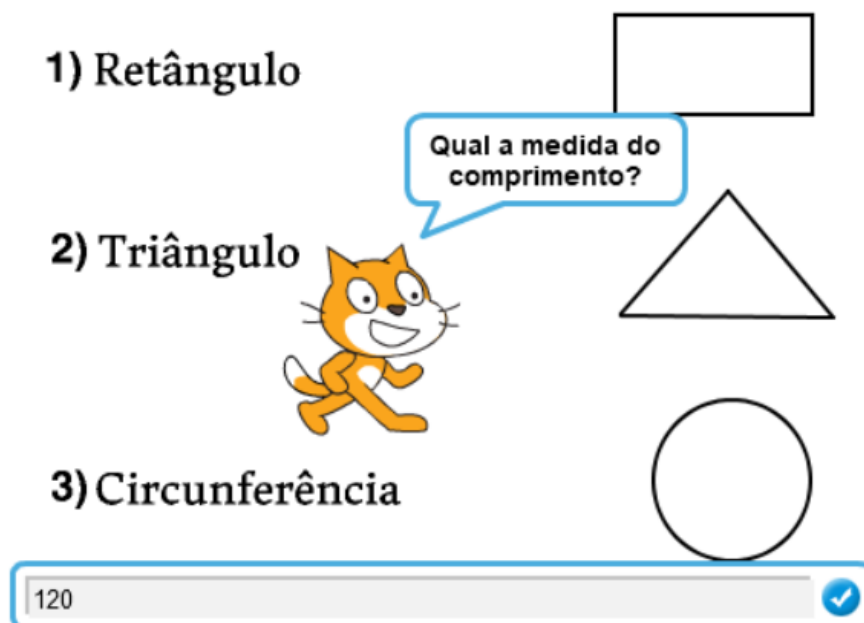 1) Retângulo
Qual a medida do
comprimento?
2) Triângulo
3) Circunferência
120